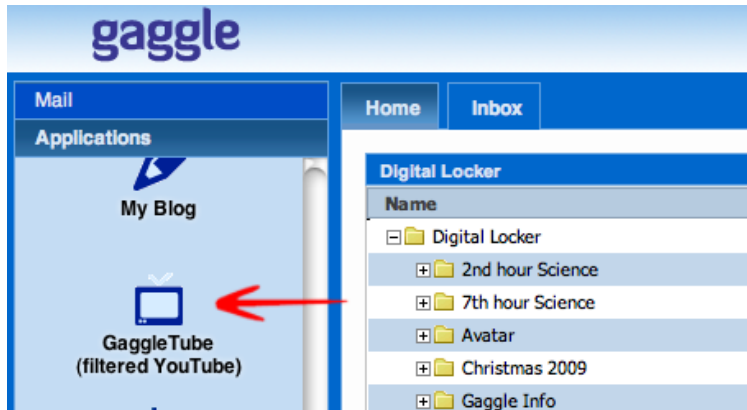 gaggle
Mail
Applications
My Blog
GaggleTube
(filtered YouTube)
Home
Inbox
Digital Locker
Name
Digital Locker
2nd hour Science
7th hour Science
Avatar
Christmas 2009
Gaggle Info